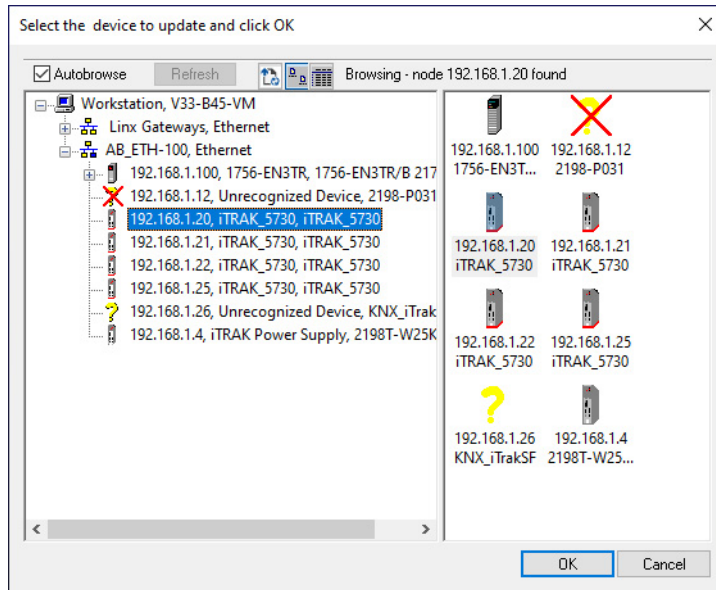 Select the device to update and click OK
Autobrowse Refresh Browsing - node 192.168.1.20 found
Workstation, V33-B45-VM
Linx Gateways, Ethernet
AB_ETH-100, Ethernet
192.168.1.100, 1756-EN3TR, 1756-EN3TR/B 217
192.168.1.12, Unrecognized Device, 2198-P031
192.168.1.20, iTRAK_5730, iTRAK_5730
192.168.1.21, iTRAK_5730, iTRAK_5730
192.168.1.22, iTRAK_5730, iTRAK_5730
192.168.1.25, iTRAK_5730, iTRAK_5730
192.168.1.26, Unrecognized Device, KNX_iTrak
192.168.1.4, iTRAK Power Supply, 2198T-W25K
192.168.1.100 192.168.1.12
1756-EN3T... 2198-P031
192.168.1.20 192.168.1.21
iTRAK_5730 iTRAK_5730
192.168.1.22 192.168.1.25
iTRAK_5730 iTRAK_5730
192.168.1.26 192.168.1.4
KNX_iTrakSF 2198T-W25...
OK Cancel